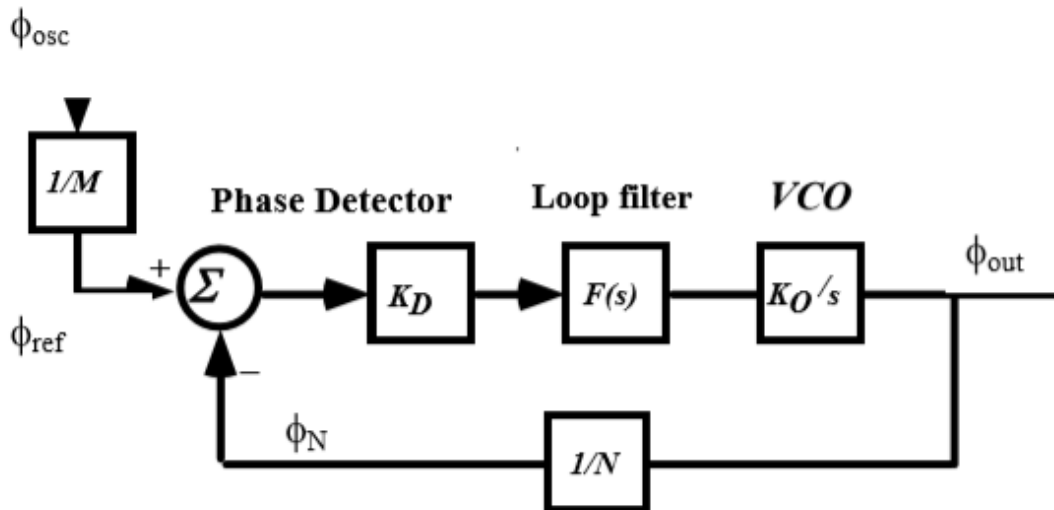 ϕosc
1/M
Phase Detector
Loop filter
VCO
+
Σ
KD
F(s)
KO/s
ϕout
ϕref
−
ϕN
1/N